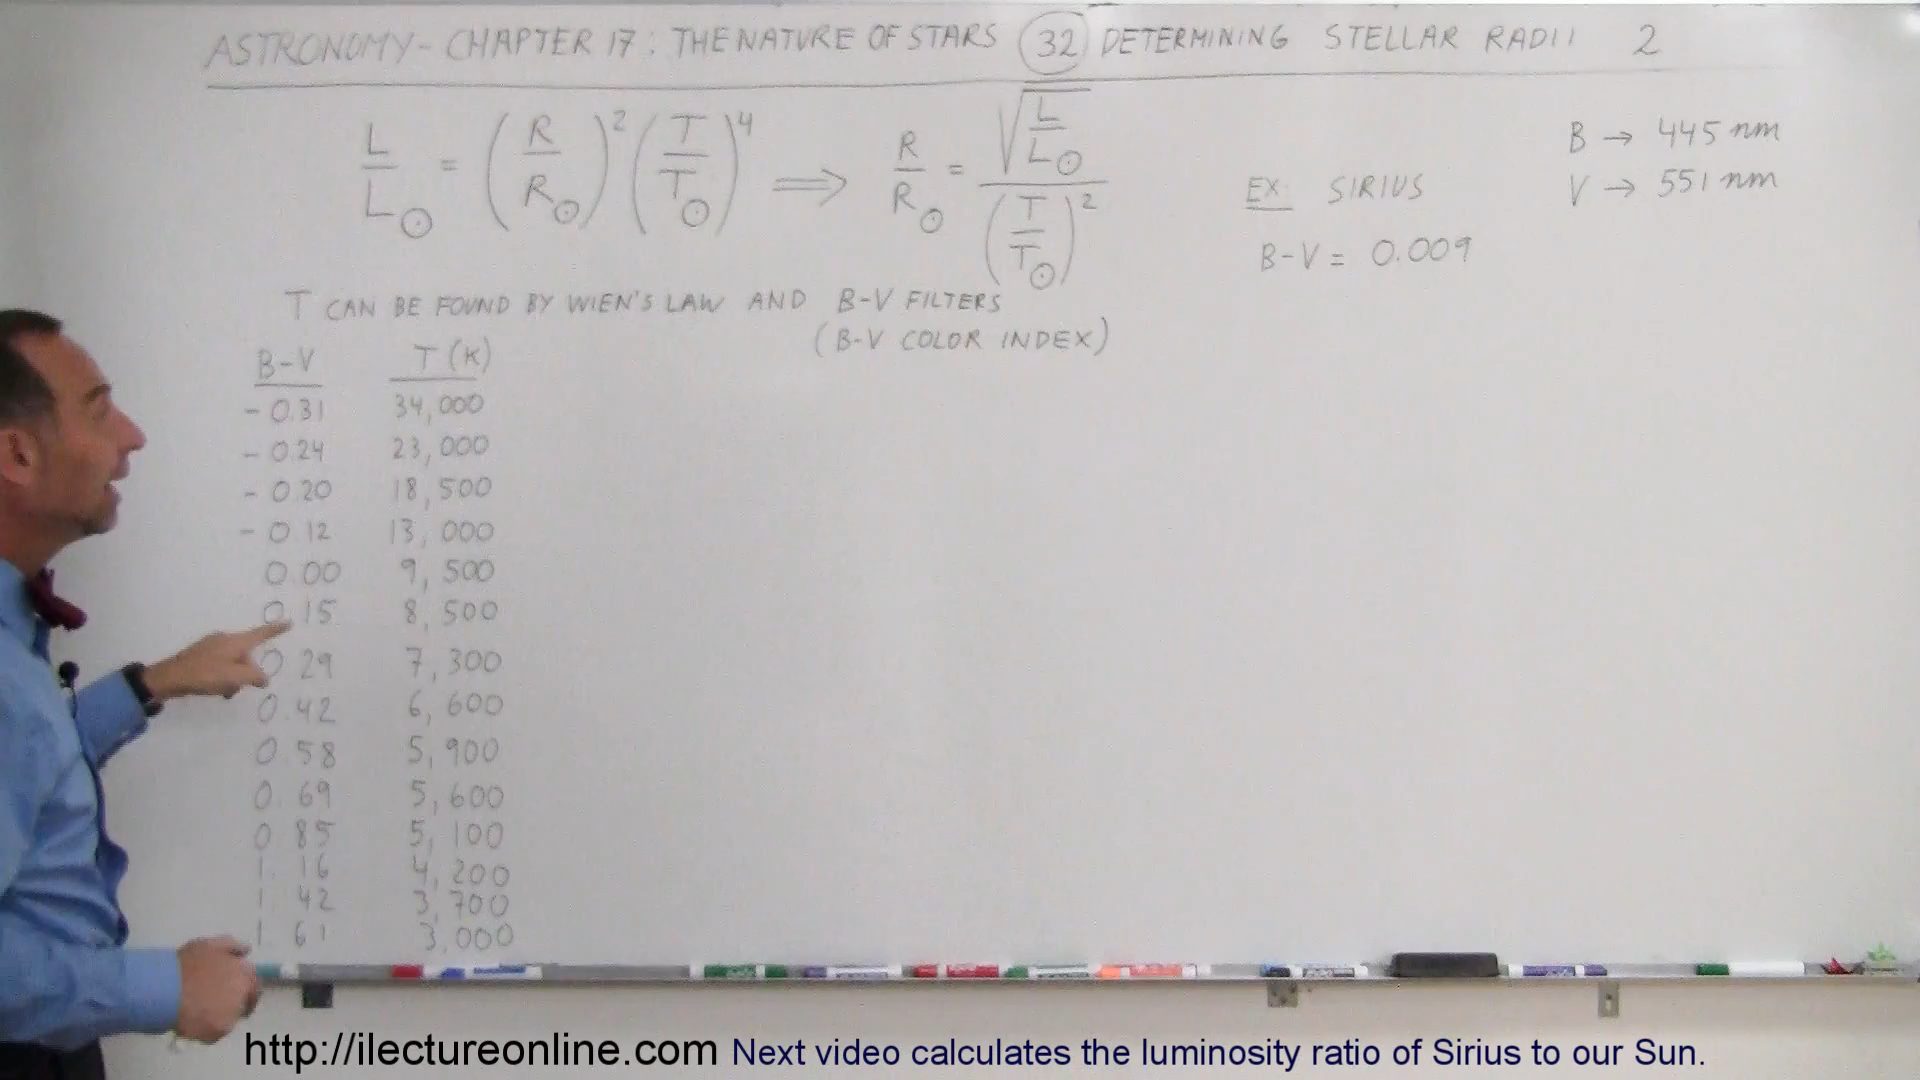 ASTRONOMY - CHAPTER 17: THE NATURE OF STARS 32 DETERMINING STELLAR RADII 2
L/L⊙ = (R/R⊙)² (T/T⊙)⁴ ⟹ R/R⊙ = √(L/L⊙) / (T/T⊙)²
B → 445 nm
V → 551 nm
EX: SIRIUS
B-V = 0.009
T CAN BE FOUND BY WIEN'S LAW AND B-V FILTERS
(B-V COLOR INDEX)
B-V T(K)
-0.31 34,000
-0.24 23,000
-0.20 18,500
-0.12 13,000
0.00 9,500
0.15 8,500
0.29 7,300
0.42 6,600
0.58 5,900
0.69 5,600
0.85 5,100
1.16 4,200
1.42 3,700
1.61 3,000
http://ilectureonline.com Next video calculates the luminosity ratio of Sirius to our Sun.